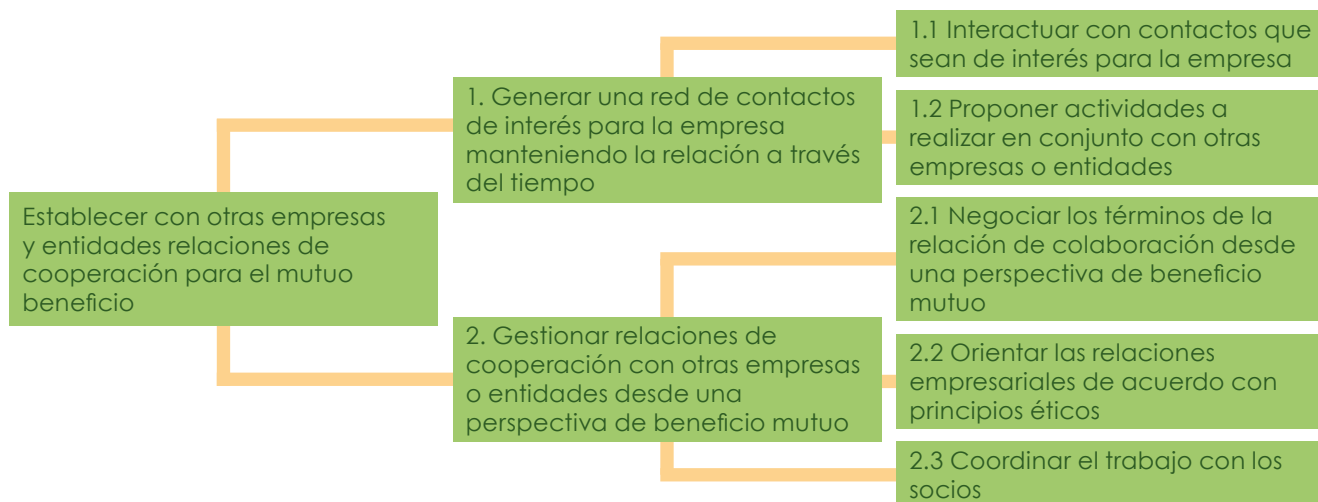 Establecer con otras empresas
y entidades relaciones de
cooperación para el mutuo
beneficio
1. Generar una red de contactos
de interés para la empresa
manteniendo la relación a través
del tiempo
1.1 Interactuar con contactos que
sean de interés para la empresa
1.2 Proponer actividades a
realizar en conjunto con otras
empresas o entidades
2. Gestionar relaciones de
cooperación con otras empresas
o entidades desde una
perspectiva de beneficio mutuo
2.1 Negociar los términos de la
relación de colaboración desde
una perspectiva de beneficio
mutuo
2.2 Orientar las relaciones
empresariales de acuerdo con
principios éticos
2.3 Coordinar el trabajo con los
socios